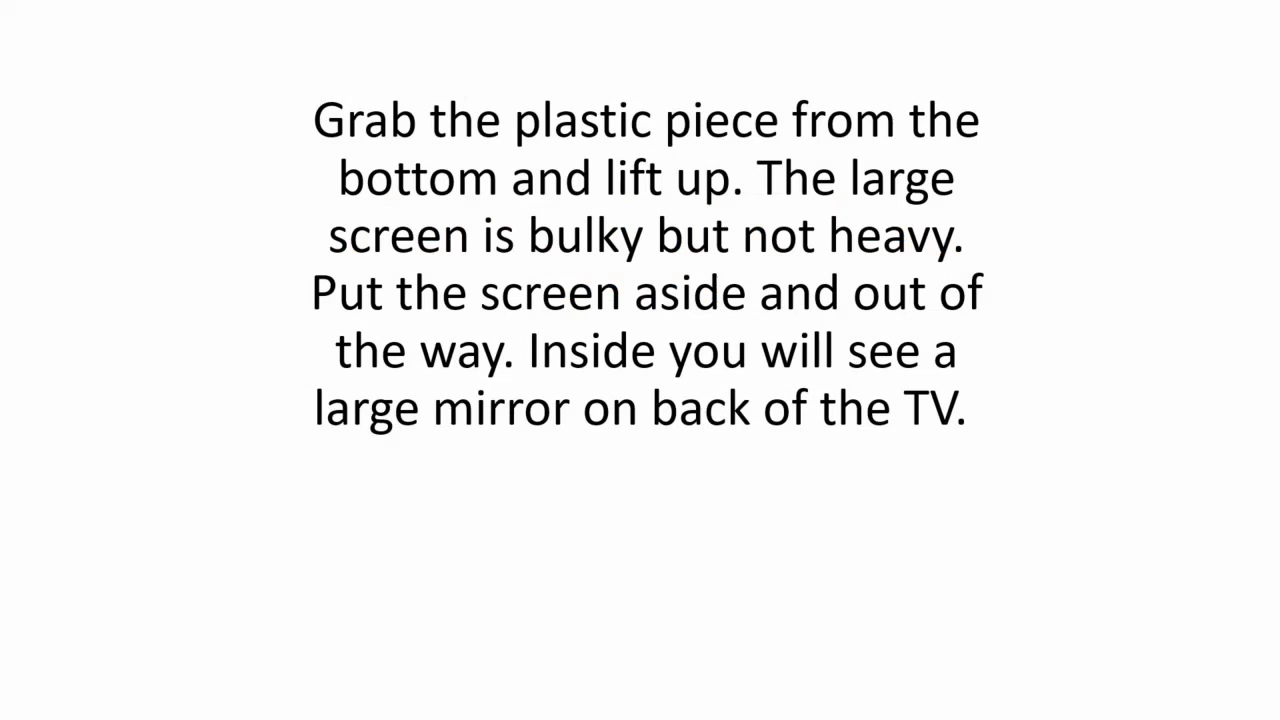 Grab the plastic piece from the
bottom and lift up. The large
screen is bulky but not heavy.
Put the screen aside and out of
the way. Inside you will see a
large mirror on back of the TV.